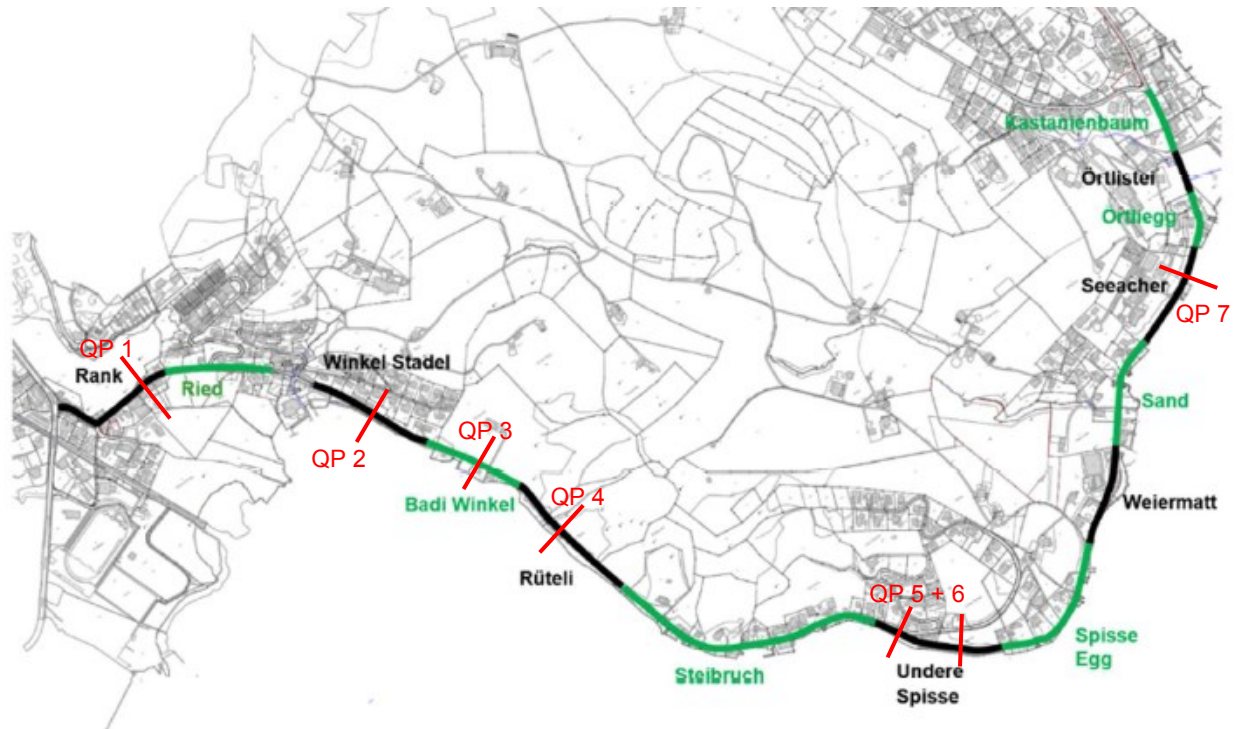 Kastanienbaum
Örtlistei
Örtliegg
Seeacher
QP 7
QP 1
Rank
Ried
Winkel Stadel
QP 2
QP 3
Badi Winkel
QP 4
Rüteli
Sand
Weiermatt
QP 5 + 6
Steibruch
Undere
Spisse
Spisse
Egg